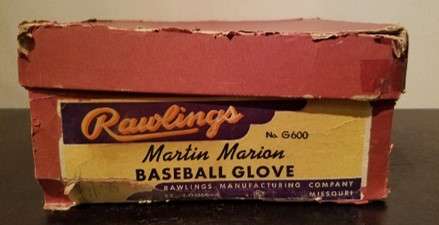 Rawlings
No. G600
Martin Marion
BASEBALL GLOVE
RAWLINGS MANUFACTURING COMPANY
MISSOURI